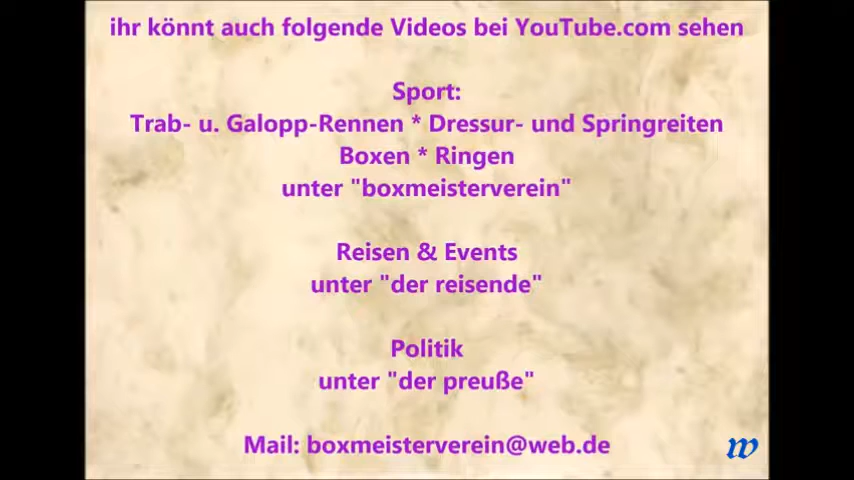 ihr könnt auch folgende Videos bei YouTube.com sehen
Sport:
Trab- u. Galopp-Rennen * Dressur- und Springreiten
Boxen * Ringen
unter "boxmeisterverein"
Reisen & Events
unter "der reisende"
Politik
unter "der preuße"
Mail: boxmeisterverein@web.de
w